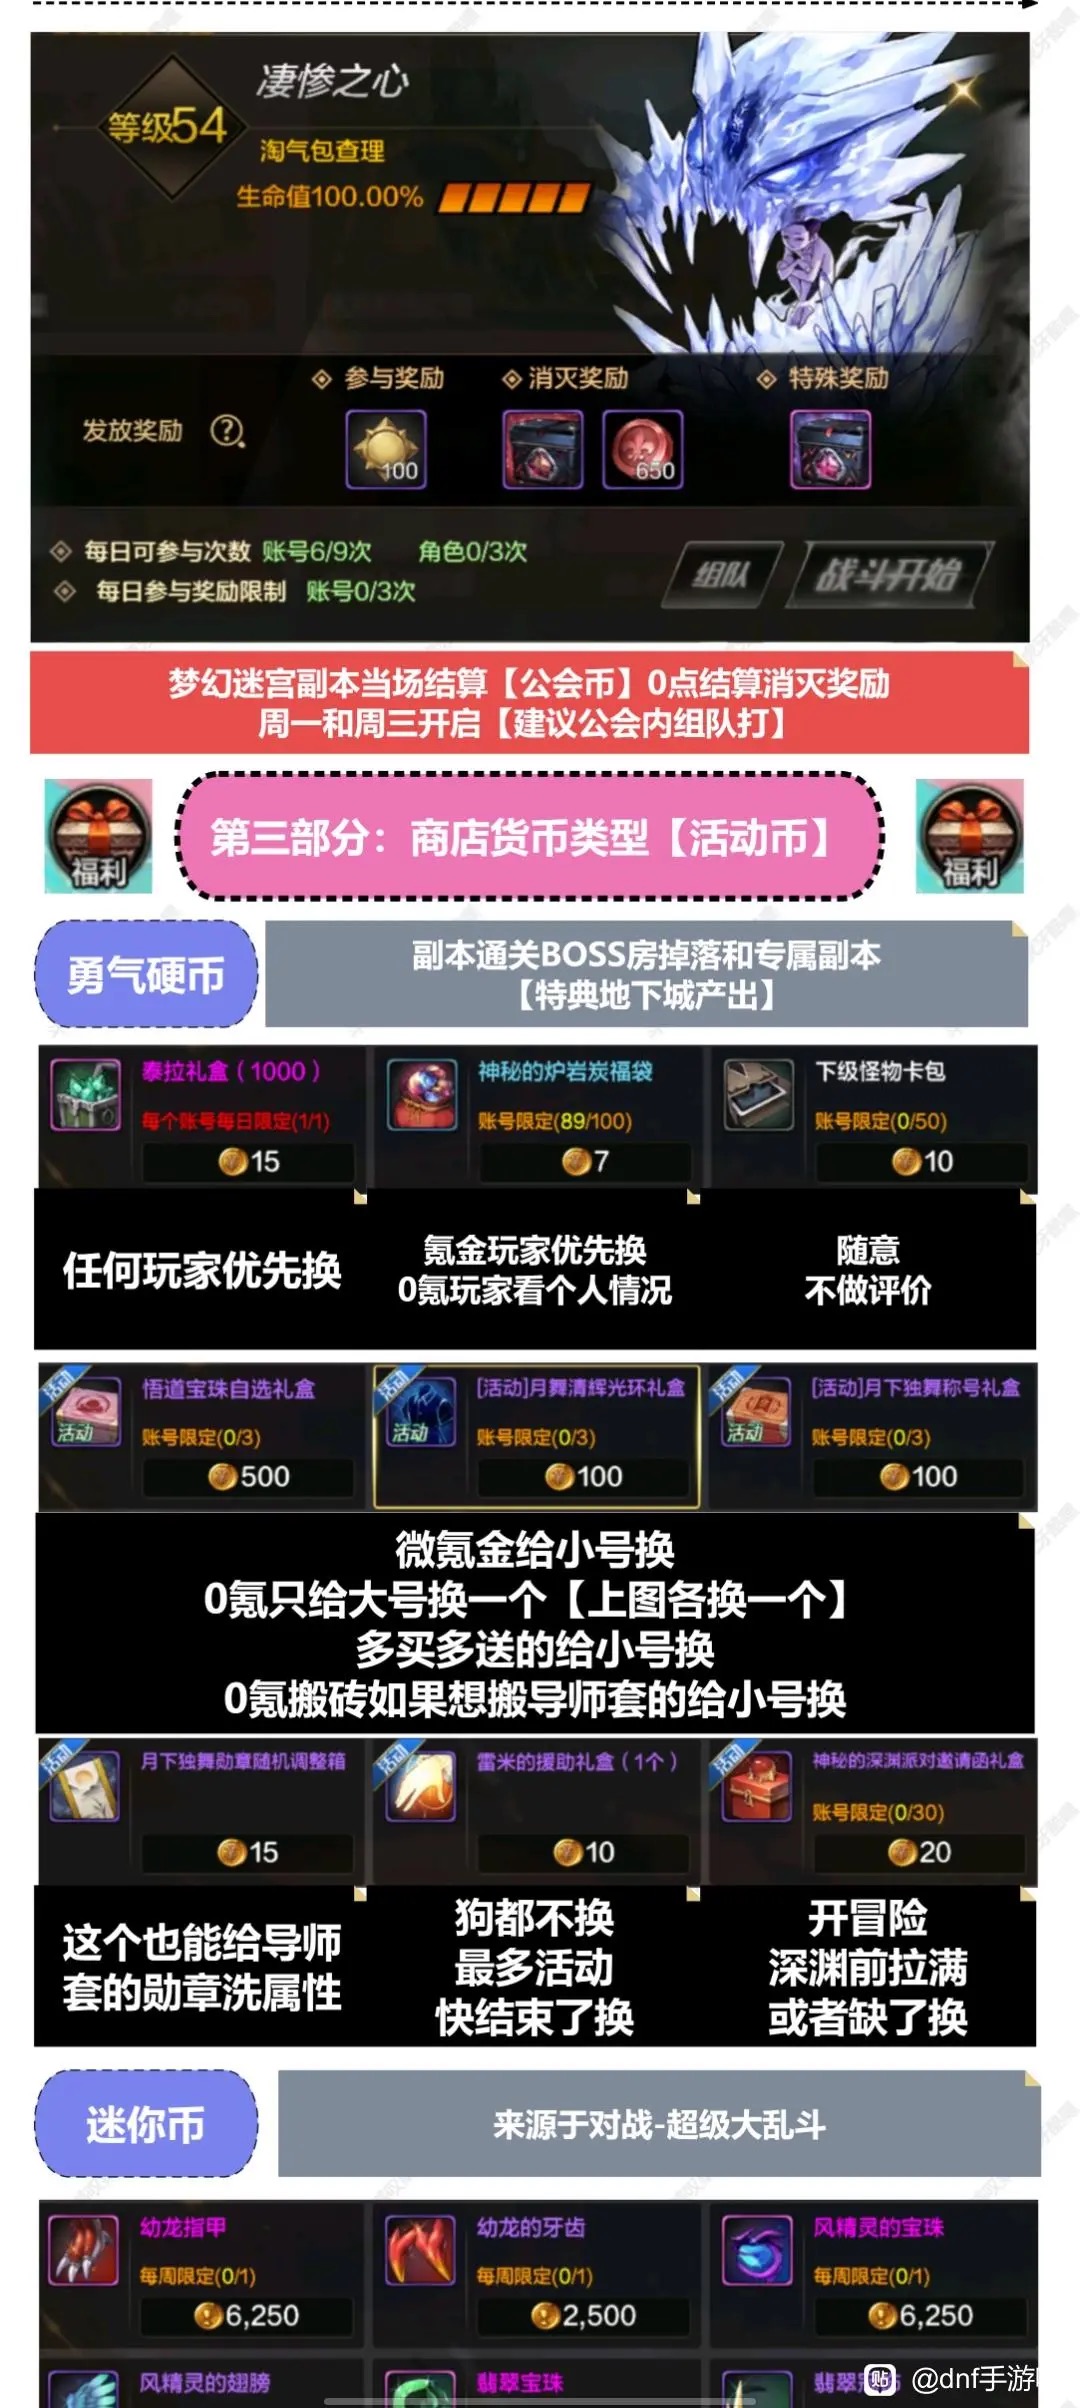 凄惨之心
等级54
淘气包查理
生命值100.00%
参与奖励 消灭奖励 特殊奖励
发放奖励 ?
100 650
每日可参与次数 账号6/9次 角色0/3次
每日参与奖励限制 账号0/3次
组队 战斗开始
梦幻迷宫副本当场结算【公会币】0点结算消灭奖励
周一和周三开启【建议公会内组队打】
福利 第三部分：商店货币类型【活动币】 福利
勇气硬币
副本通关BOSS房掉落和专属副本
【特典地下城产出】
泰拉礼盒（1000） 神秘的炉岩炭福袋 下级怪物卡包
每个账号每日限定(1/1) 账号限定(89/100) 账号限定(0/50)
15 7 10
任何玩家优先换
氪金玩家优先换
0氪玩家看个人情况
随意
不做评价
活动 悟道宝珠自选礼盒 活动 [活动]月舞清辉光环礼盒 活动 [活动]月下独舞称号礼盒
活动 账号限定(0/3) 活动 账号限定(0/3) 活动 账号限定(0/3)
500 100 100
微氪金给小号换
0氪只给大号换一个【上图各换一个】
多买多送的给小号换
0氪搬砖如果想搬导师套的给小号换
活动 月下独舞勋章随机调整箱 活动 雷米的援助礼盒（1个） 活动 神秘的深渊派对邀请函礼盒
账号限定(0/30)
15 10 20
这个也能给导师
套的勋章洗属性
狗都不换
最多活动
快结束了换
开冒险
深渊前拉满
或者缺了换
迷你币
来源于对战-超级大乱斗
幼龙指甲 幼龙的牙齿 风精灵的宝珠
每周限定(0/1) 每周限定(0/1) 每周限定(0/1)
6,250 2,500 6,250
风精灵的翅膀 翡翠宝珠 翡翠
贴 @dnf手游